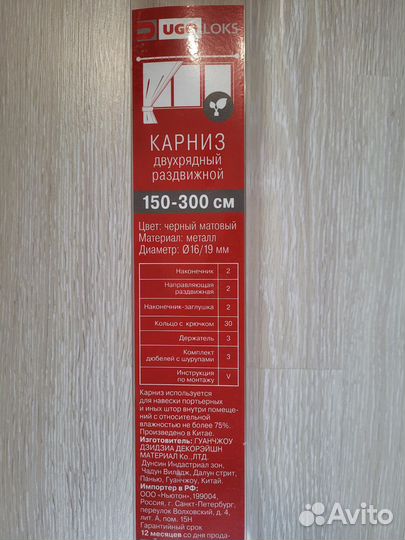 UGO LOKS
КАРНИЗ
двухрядный
раздвижной
150-300 см
Цвет: черный матовый
Материал: металл
Диаметр: Ø16/19 мм
Наконечник 2
Направляющая
раздвижная 2
Наконечник-заглушка 2
Кольцо с крючком 30
Держатель 3
Комплект
дюбелей с шурупами 3
Инструкция
по монтажу V
Карниз используется
для навески портьерных
и иных штор внутри помеще-
ний с относительной
влажностью не более 75%.
Произведено в Китае.
Изготовитель: ГУАНЧЖОУ
ДЗИДЗИА ДЕКОРЭЙШН
МАТЕРИАЛ Ко.,ЛТД.
Дунсин Индастриал зон,
Чадун Виладж, Далун стрит,
Панью, Гуанчжоу, Китай.
Импортер в РФ:
ООО «Ньютон», 199004,
Россия, г. Санкт-Петербург,
переулок Волховский, д. 4,
лит. А, пом. 15Н
Гарантийный срок
12 месяцев со дня прода-
Avito